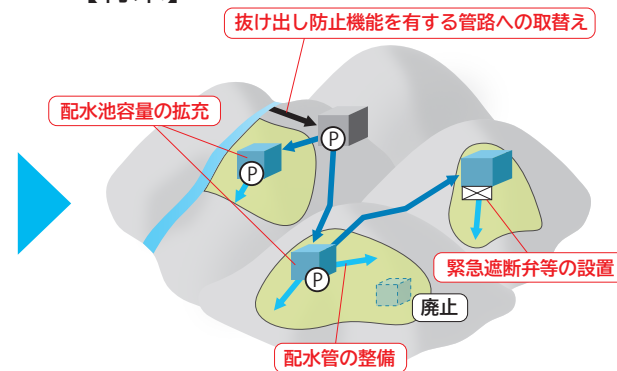 抜け出し防止機能を有する管路への取替え
配水池容量の拡充
P
P
P
緊急遮断弁等の設置
廃止
配水管の整備